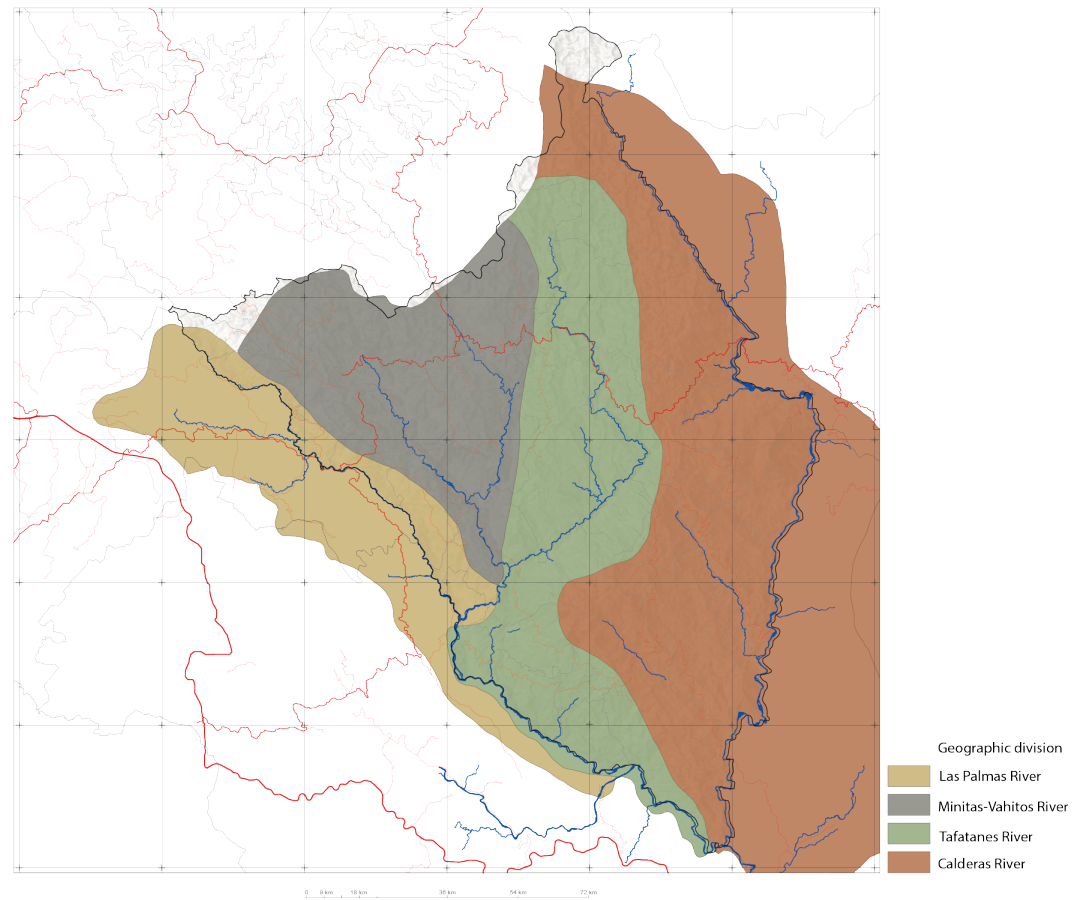 Geographic division
Las Palmas River
Minitas-Vahitos River
Tafatanes River
Calderas River
0 9 km 18 km 36 km 54 km 72 km